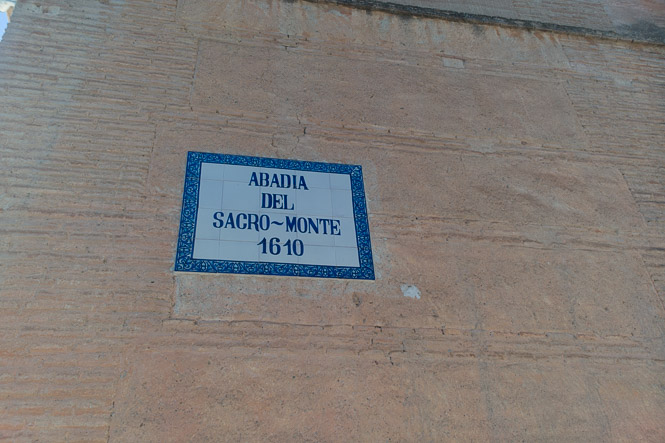 ABADIA
DEL
SACRO~MONTE
1610